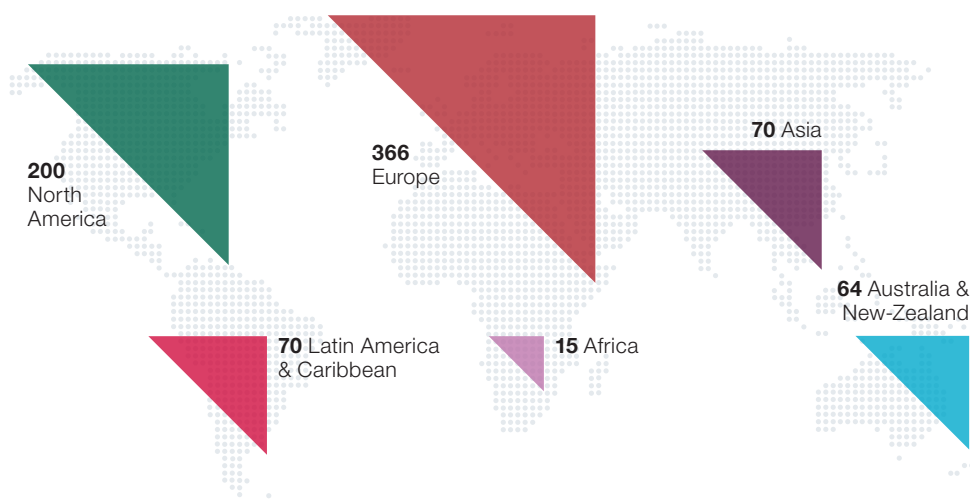 200
North
America
366
Europe
70 Asia
64 Australia &
New-Zealand
70 Latin America
& Caribbean
15 Africa